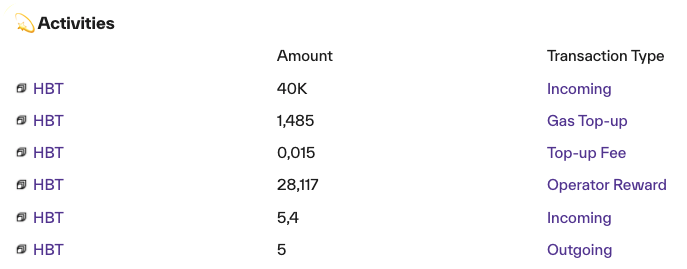 Activities
Amount Transaction Type
HBT 40K Incoming
HBT 1,485 Gas Top-up
HBT 0,015 Top-up Fee
HBT 28,117 Operator Reward
HBT 5,4 Incoming
HBT 5 Outgoing